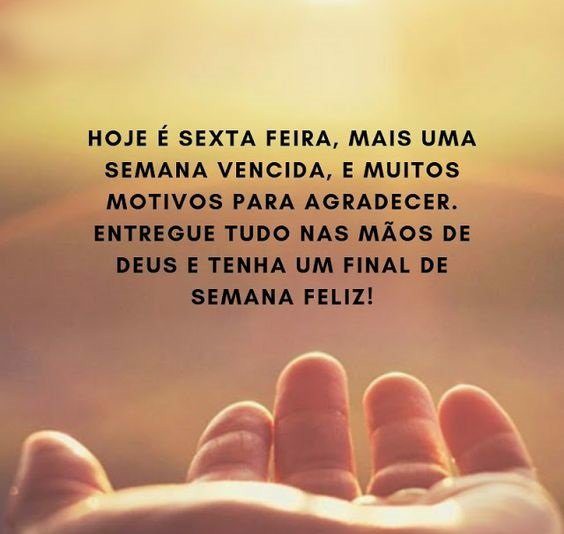 HOJE É SEXTA FEIRA, MAIS UMA
SEMANA VENCIDA, E MUITOS
MOTIVOS PARA AGRADECER.
ENTREGUE TUDO NAS MÃOS DE
DEUS E TENHA UM FINAL DE
SEMANA FELIZ!